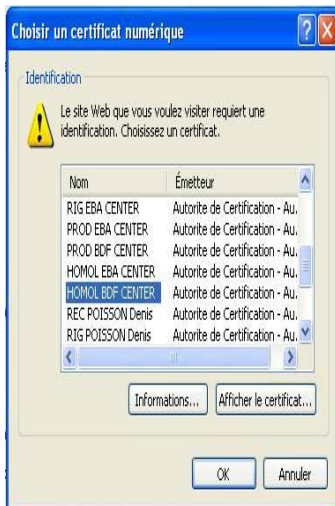 Choisir un certificat numérique
Identification
Le site Web que vous voulez visiter requiert une
identification. Choisissez un certificat.
Nom Émetteur
RIG EBA CENTER Autorite de Certification - Au.
PROD EBA CENTER Autorite de Certification - Au.
PROD BDF CENTER Autorite de Certification - Au.
HOMOL EBA CENTER Autorite de Certification - Au.
HOMOL BDF CENTER Autorite de Certification - Au.
REC POISSON Denis Autorite de Certification - Au.
RIG POISSON Denis Autorite de Certification - Au.
Informations... Afficher le certificat...
OK Annuler